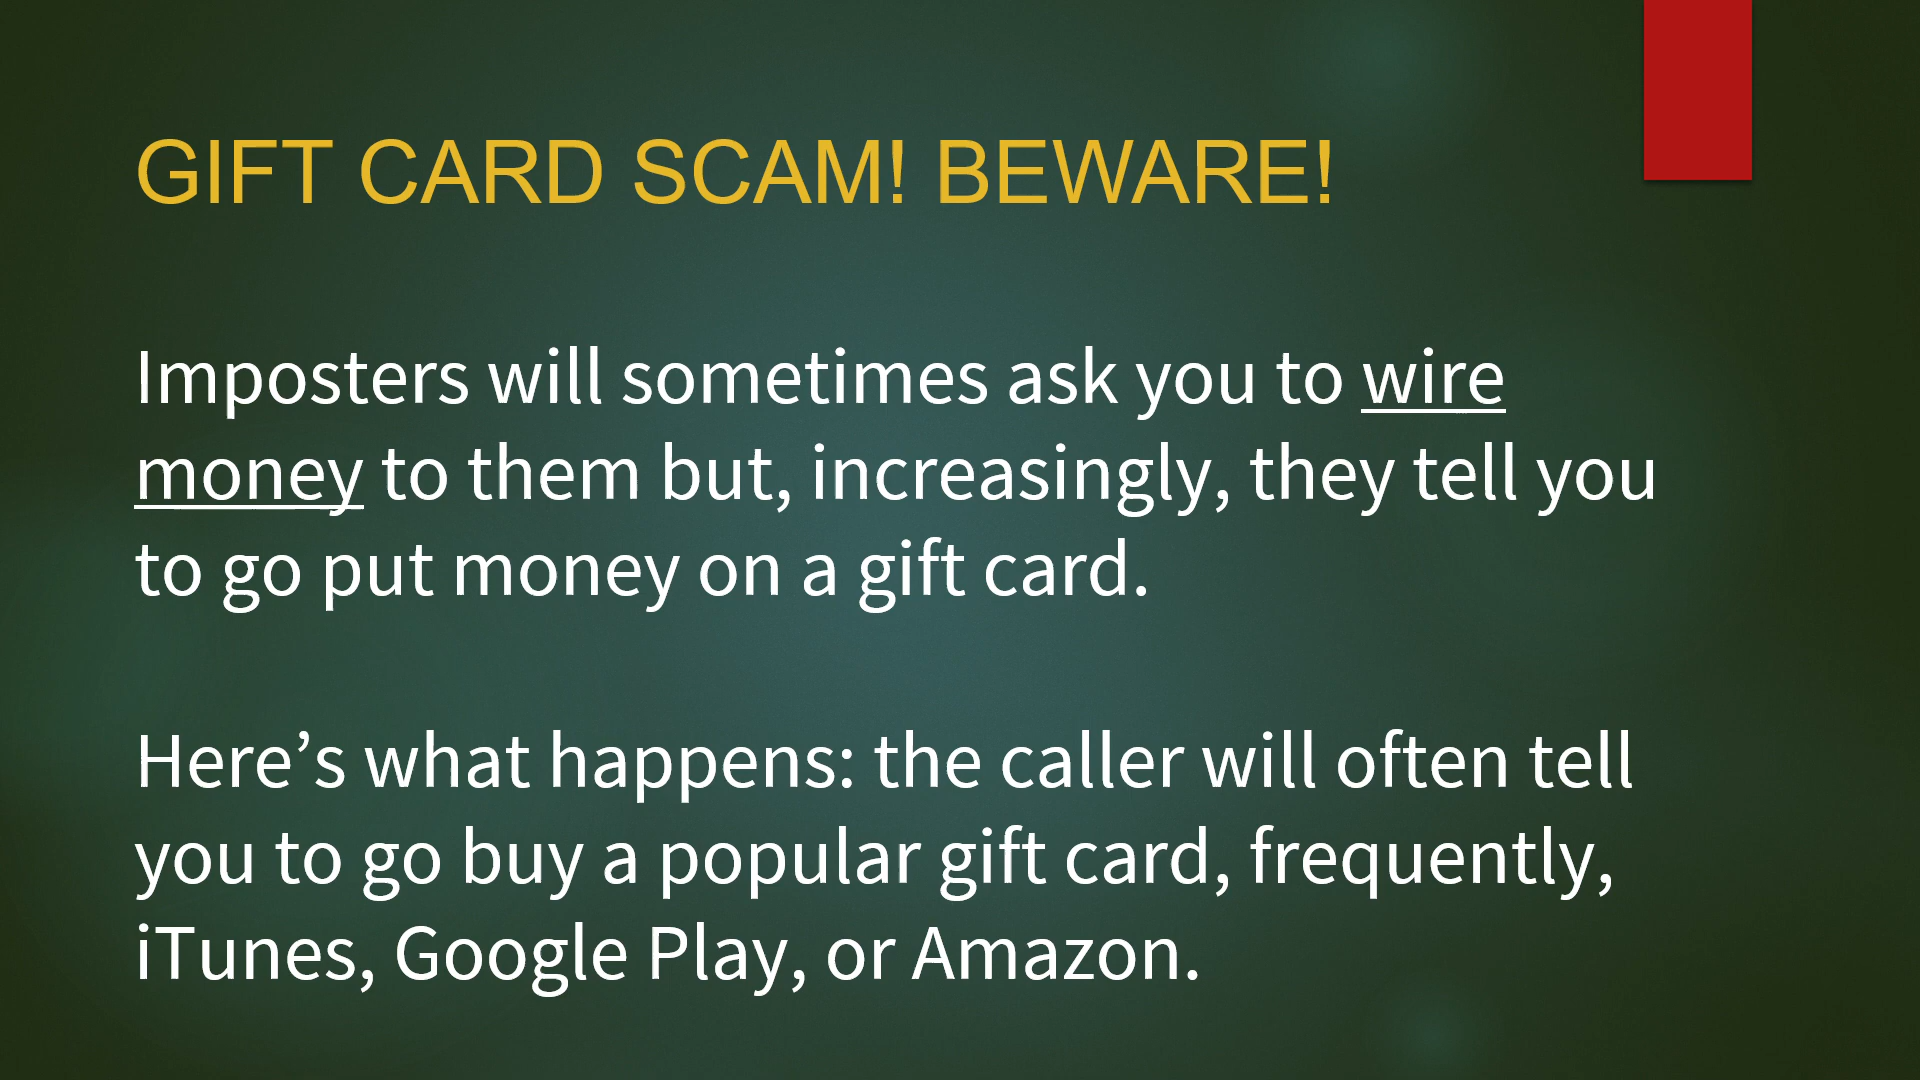 GIFT CARD SCAM! BEWARE!
Imposters will sometimes ask you to wire
money to them but, increasingly, they tell you
to go put money on a gift card.
Here’s what happens: the caller will often tell
you to go buy a popular gift card, frequently,
iTunes, Google Play, or Amazon.